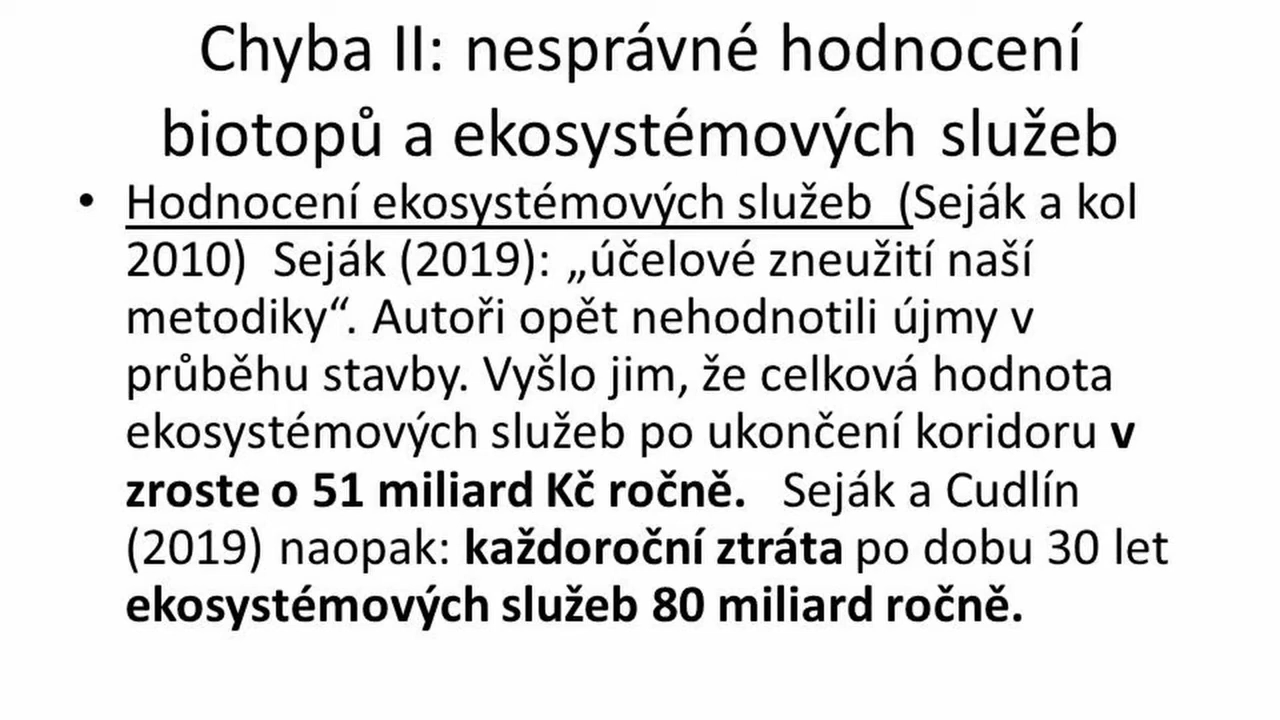 Chyba II: nesprávné hodnocení
biotopů a ekosystémových služeb
• Hodnocení ekosystémových služeb (Seják a kol
2010) Seják (2019): „účelové zneužití naší
metodiky“. Autoři opět nehodnotili újmy v
průběhu stavby. Vyšlo jim, že celková hodnota
ekosystémových služeb po ukončení koridoru v
zroste o 51 miliard Kč ročně. Seják a Cudlín
(2019) naopak: každoroční ztráta po dobu 30 let
ekosystémových služeb 80 miliard ročně.